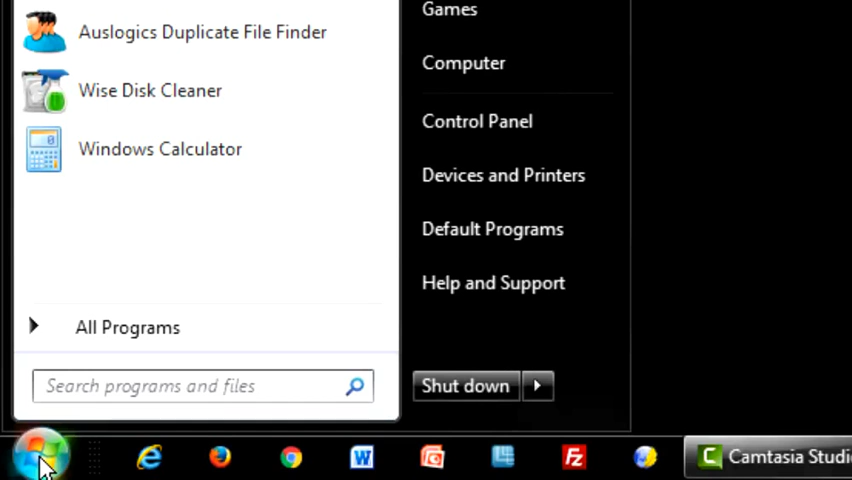 Auslogics Duplicate File Finder
Wise Disk Cleaner
Windows Calculator
All Programs
Search programs and files
Games
Computer
Control Panel
Devices and Printers
Default Programs
Help and Support
Shut down
Camtasia Studi